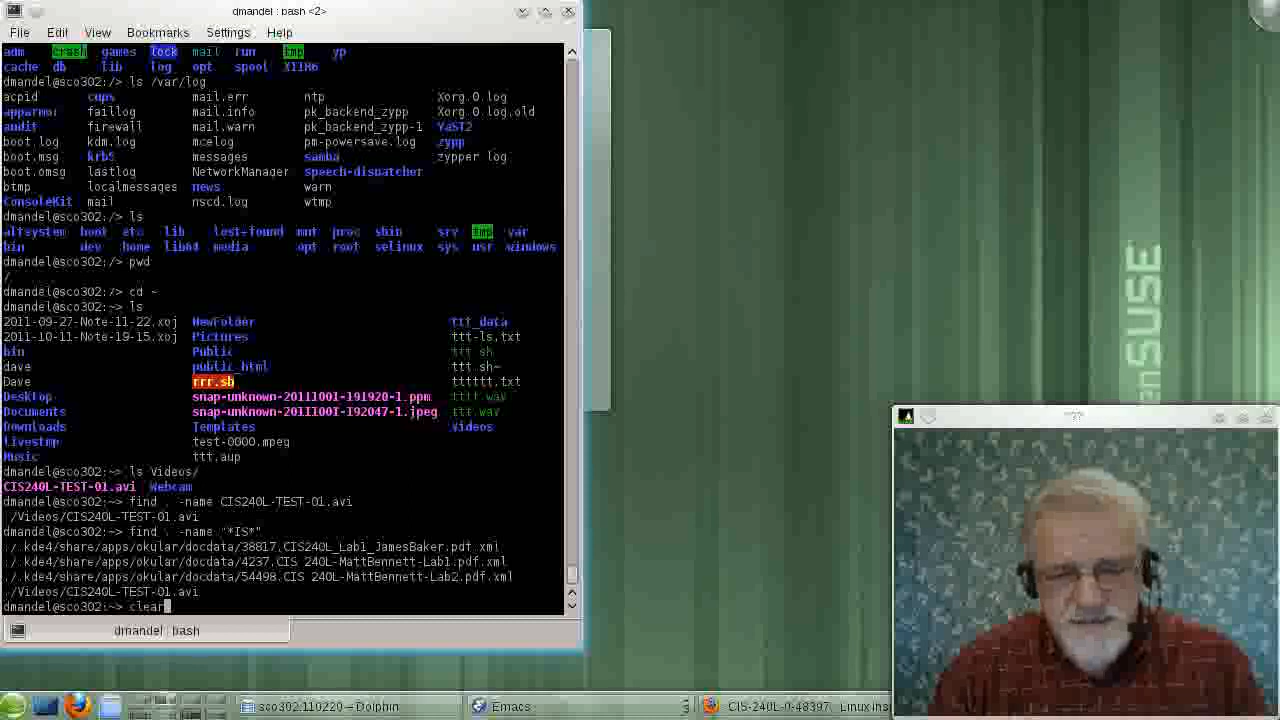 dmandel : bash <2>
File Edit View Bookmarks Settings Help
adm crash games lock mail run tmp yp
cache db lib log opt spool X11R6
dmandel@sco302:/> ls /var/log
acpid cups mail.err ntp Xorg.0.log
apparmor faillog mail.info pk_backend_zypp Xorg.0.log.old
audit firewall mail.warn pk_backend_zypp-1 YaST2
boot.log kdm.log mcelog pm-powersave.log zypp
boot.msg krb5 messages samba zypper log
boot.omsg lastlog NetworkManager speech-dispatcher
btmp localmessages news warn
ConsoleKit mail nscd.log wtmp
dmandel@sco302:/> ls
altsystem boot etc lib lost+found mnt proc sbin srv tmp var
bin dev home lib64 media opt root selinux sys usr windows
dmandel@sco302:/> pwd
/
dmandel@sco302:/> cd ~
dmandel@sco302:~> ls
2011-09-27-Note-11-22.xoj NewFolder ttt_data
2011-10-11-Note-19-15.xoj Pictures ttt-ls.txt
bin Public ttt sh
dave public_html ttt.sh~
Dave rrr.sb tttttt.txt
Desktop snap-unknown-20111001-191920-1.ppm tttt.wav
Documents snap-unknown-20111001-192047-1.jpeg ttt.wav
Downloads Templates Videos
livestmp test-0000.mpeg
Music ttt.aup
dmandel@sco302:~> ls Videos/
CIS240L-TEST-01.avi Webcam
dmandel@sco302:~> find . -name CIS240L-TEST-01.avi
./Videos/CIS240L-TEST-01.avi
dmandel@sco302:~> find . -name "*IS*"
./.kde4/share/apps/okular/docdata/38817.CIS240L_Lab1_JamesBaker.pdf.xml
./.kde4/share/apps/okular/docdata/4237.CIS 240L-MattBennett-Lab1.pdf.xml
./.kde4/share/apps/okular/docdata/54498.CIS 240L-MattBennett-Lab2.pdf.xml
./Videos/CIS240L-TEST-01.avi
dmandel@sco302:~> clear
dmandel : bash
enSUSE
???
sco302.110220 – Dolphin
Emacs 3
CIS-240L-0-48397, Linux Ins